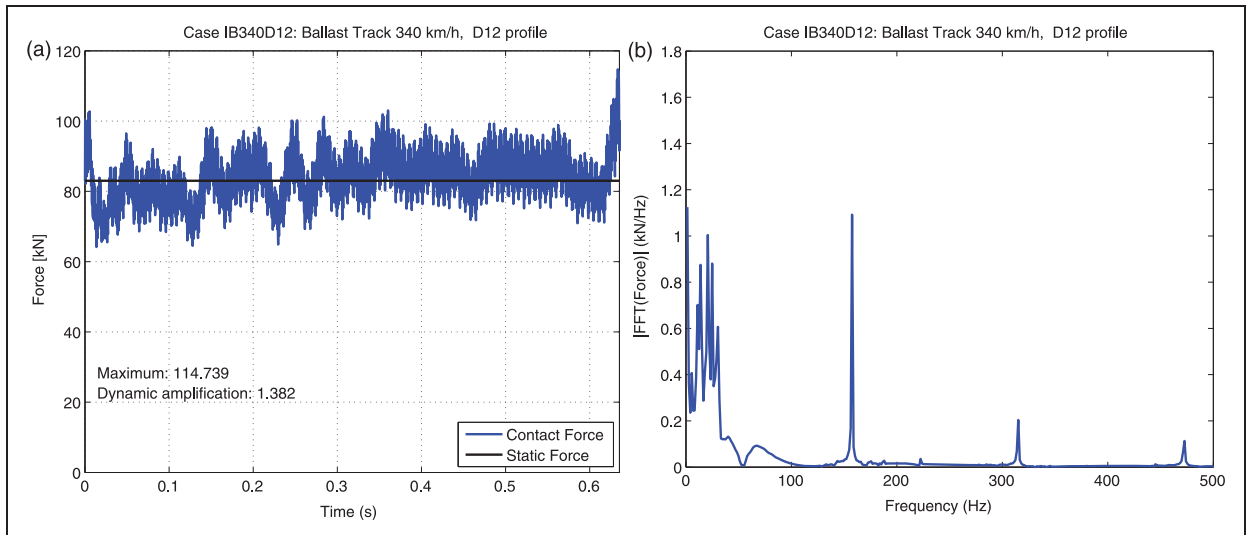 (a)
Case IB340D12: Ballast Track 340 km/h, D12 profile
120
100
80
60
40
20
0
Force [kN]
Maximum: 114.739
Dynamic amplification: 1.382
Contact Force
Static Force
0 0.1 0.2 0.3 0.4 0.5 0.6
Time (s)
(b)
Case IB340D12: Ballast Track 340 km/h, D12 profile
1.8
1.6
1.4
1.2
1
0.8
0.6
0.4
0.2
0
|FFT(Force)| (kN/Hz)
0 100 200 300 400 500
Frequency (Hz)